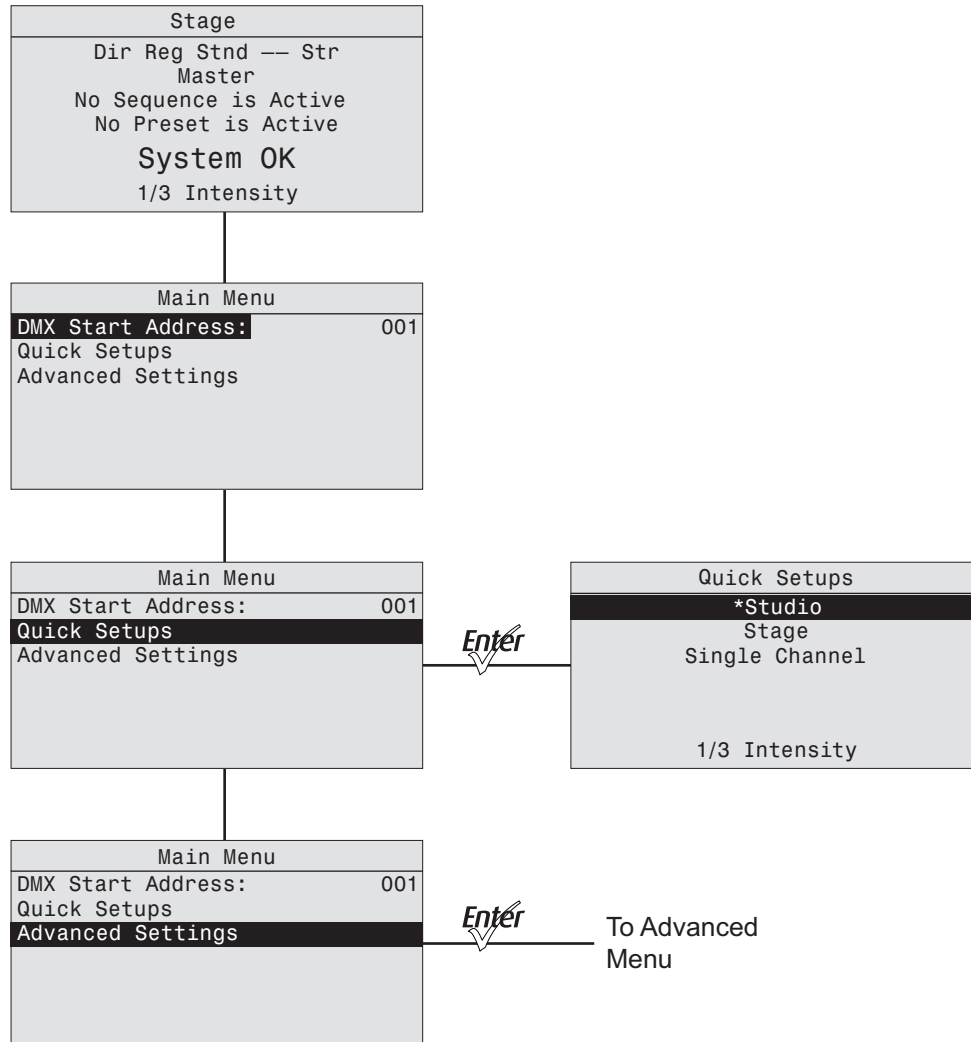 Stage
Dir Reg Stnd –– Str
Master
No Sequence is Active
No Preset is Active
System OK
1/3 Intensity
Main Menu
DMX Start Address: 001
Quick Setups
Advanced Settings
Main Menu
DMX Start Address: 001
Quick Setups
Advanced Settings
Enter
Quick Setups
*Studio
Stage
Single Channel
1/3 Intensity
Main Menu
DMX Start Address: 001
Quick Setups
Advanced Settings
Enter
To Advanced
Menu